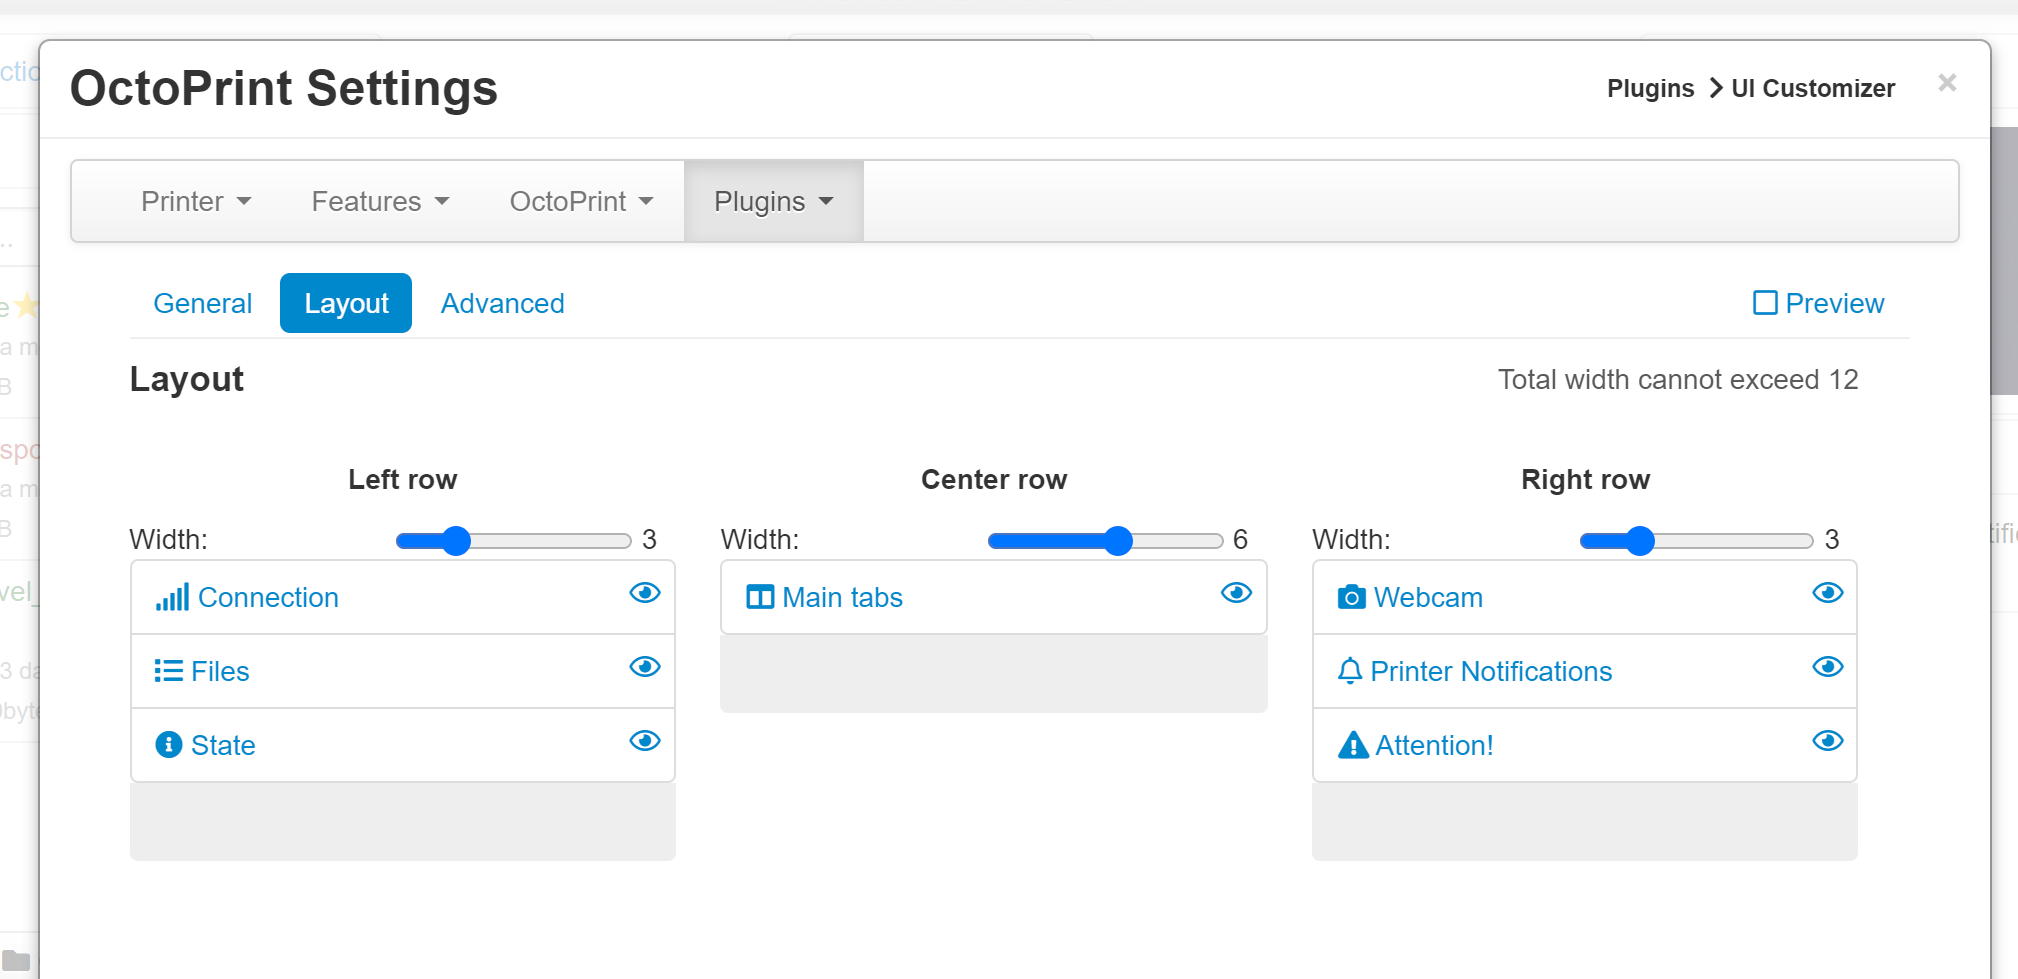 OctoPrint Settings
Plugins > UI Customizer ×
Printer Features OctoPrint Plugins
General Layout Advanced Preview
Layout Total width cannot exceed 12
Left row Center row Right row
Width: 3 Width: 6 Width: 3
Connection Main tabs Webcam
Files Printer Notifications
State Attention!